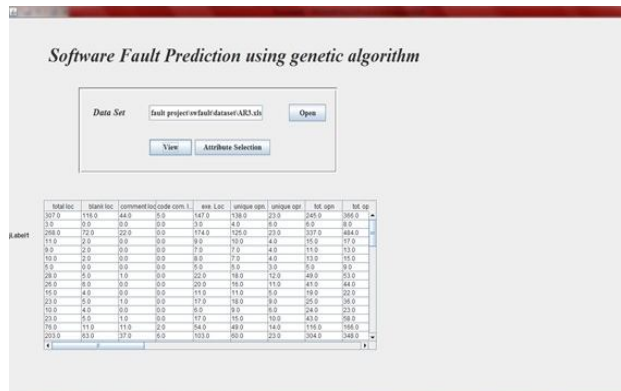 Software Fault Prediction using genetic algorithm
Data Set fault project\swfault\dataset\AR3.xls Open
View Attribute Selection
total loc blank loc comment loc code com. l... exe. Loc unique opn. unique opr. tot. opn tot. op
307.0 116.0 44.0 5.0 147.0 138.0 23.0 245.0 366.0
3.0 0.0 0.0 0.0 3.0 4.0 6.0 6.0 8.0
jLabel1
268.0 72.0 22.0 0.0 174.0 125.0 23.0 337.0 484.0
11.0 2.0 0.0 0.0 9.0 10.0 4.0 15.0 17.0
9.0 2.0 0.0 0.0 7.0 7.0 4.0 11.0 13.0
10.0 2.0 0.0 0.0 8.0 7.0 4.0 13.0 15.0
5.0 0.0 0.0 0.0 5.0 5.0 3.0 5.0 9.0
28.0 5.0 1.0 0.0 22.0 18.0 12.0 49.0 53.0
26.0 6.0 0.0 0.0 20.0 16.0 11.0 41.0 44.0
15.0 4.0 0.0 0.0 11.0 11.0 5.0 19.0 22.0
23.0 5.0 1.0 0.0 17.0 18.0 9.0 25.0 36.0
10.0 4.0 0.0 0.0 6.0 9.0 6.0 24.0 23.0
23.0 5.0 1.0 0.0 17.0 15.0 10.0 43.0 58.0
76.0 11.0 11.0 2.0 54.0 49.0 14.0 116.0 166.0
203.0 63.0 37.0 6.0 103.0 60.0 23.0 304.0 348.0